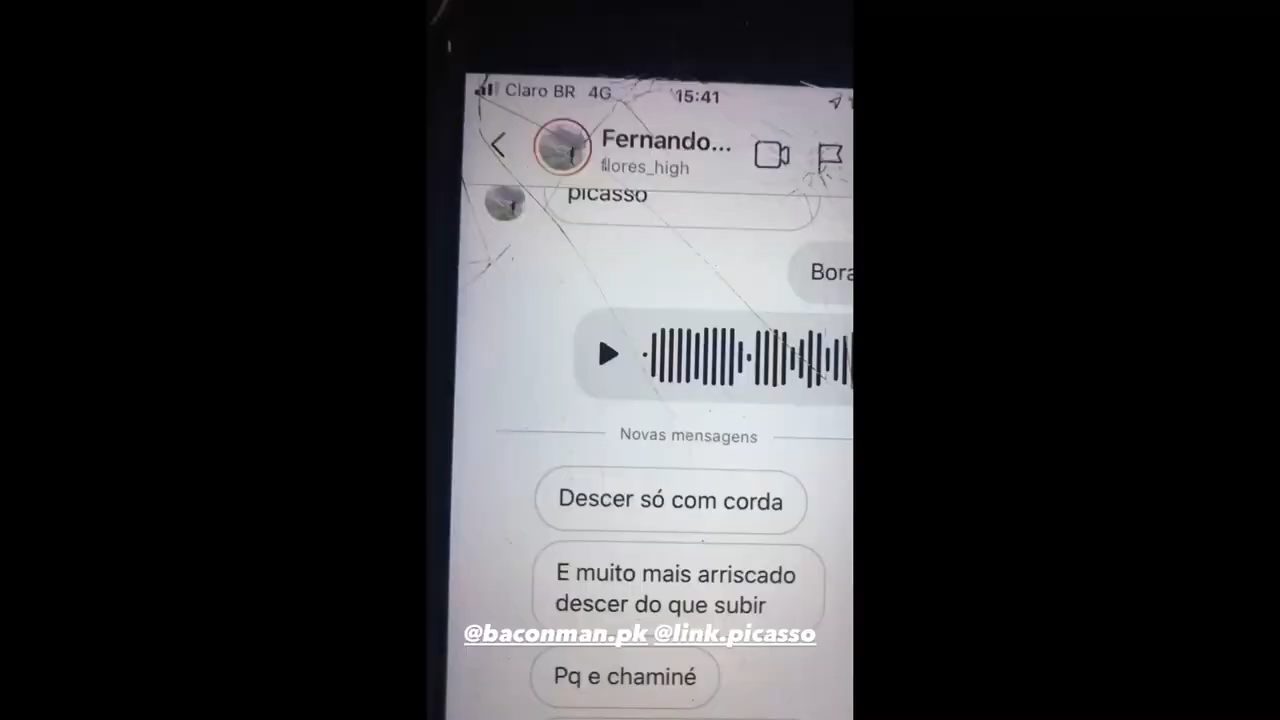 Claro BR 4G 15:41
Fernando...
flores_high
picasso
Bora
Novas mensagens
Descer só com corda
E muito mais arriscado
descer do que subir
@baconman.pk @link.picasso
Pq e chaminé